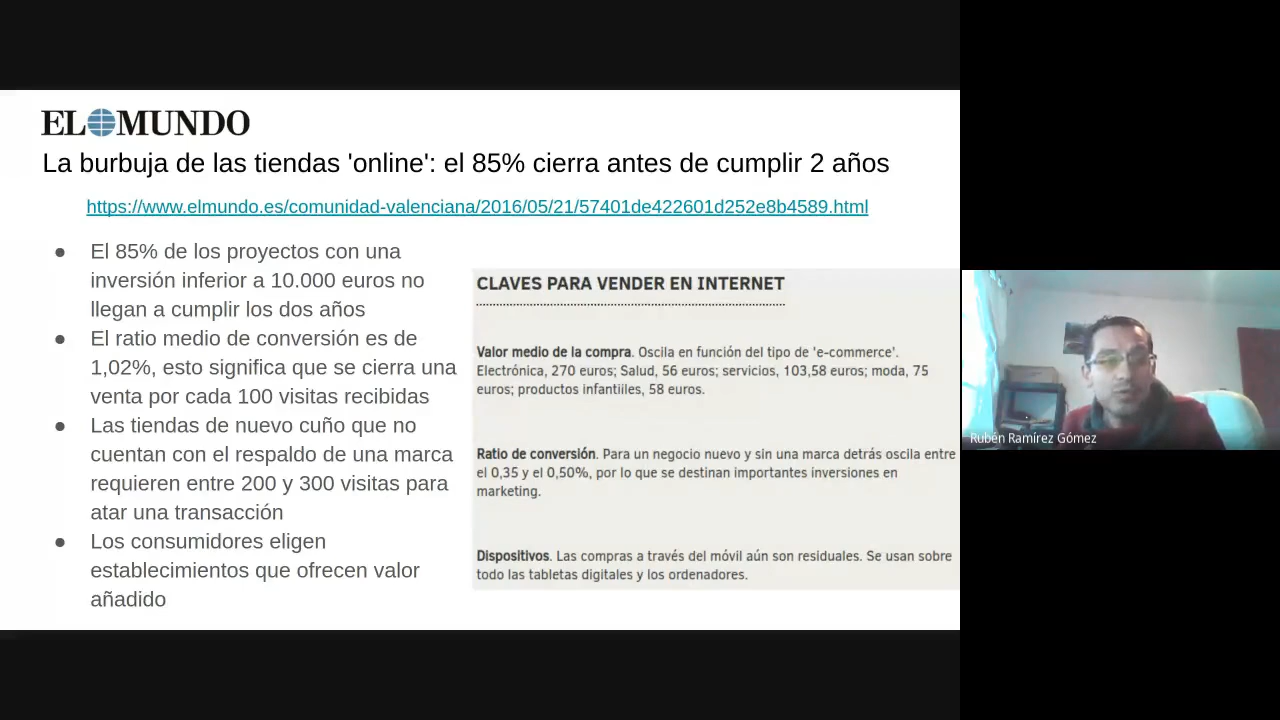 EL MUNDO
La burbuja de las tiendas 'online': el 85% cierra antes de cumplir 2 años
https://www.elmundo.es/comunidad-valenciana/2016/05/21/57401de422601d252e8b4589.html
● El 85% de los proyectos con una
inversión inferior a 10.000 euros no
llegan a cumplir los dos años
● El ratio medio de conversión es de
1,02%, esto significa que se cierra una
venta por cada 100 visitas recibidas
● Las tiendas de nuevo cuño que no
cuentan con el respaldo de una marca
requieren entre 200 y 300 visitas para
atar una transacción
● Los consumidores eligen
establecimientos que ofrecen valor
añadido
CLAVES PARA VENDER EN INTERNET
Valor medio de la compra. Oscila en función del tipo de 'e-commerce'.
Electrónica, 270 euros; Salud, 56 euros; servicios, 103,58 euros; moda, 75
euros; productos infantiiles, 58 euros.
Ratio de conversión. Para un negocio nuevo y sin una marca detrás oscila entre
el 0,35 y el 0,50%, por lo que se destinan importantes inversiones en
marketing.
Dispositivos. Las compras a través del móvil aún son residuales. Se usan sobre
todo las tabletas digitales y los ordenadores.
Rubén Ramírez Gómez